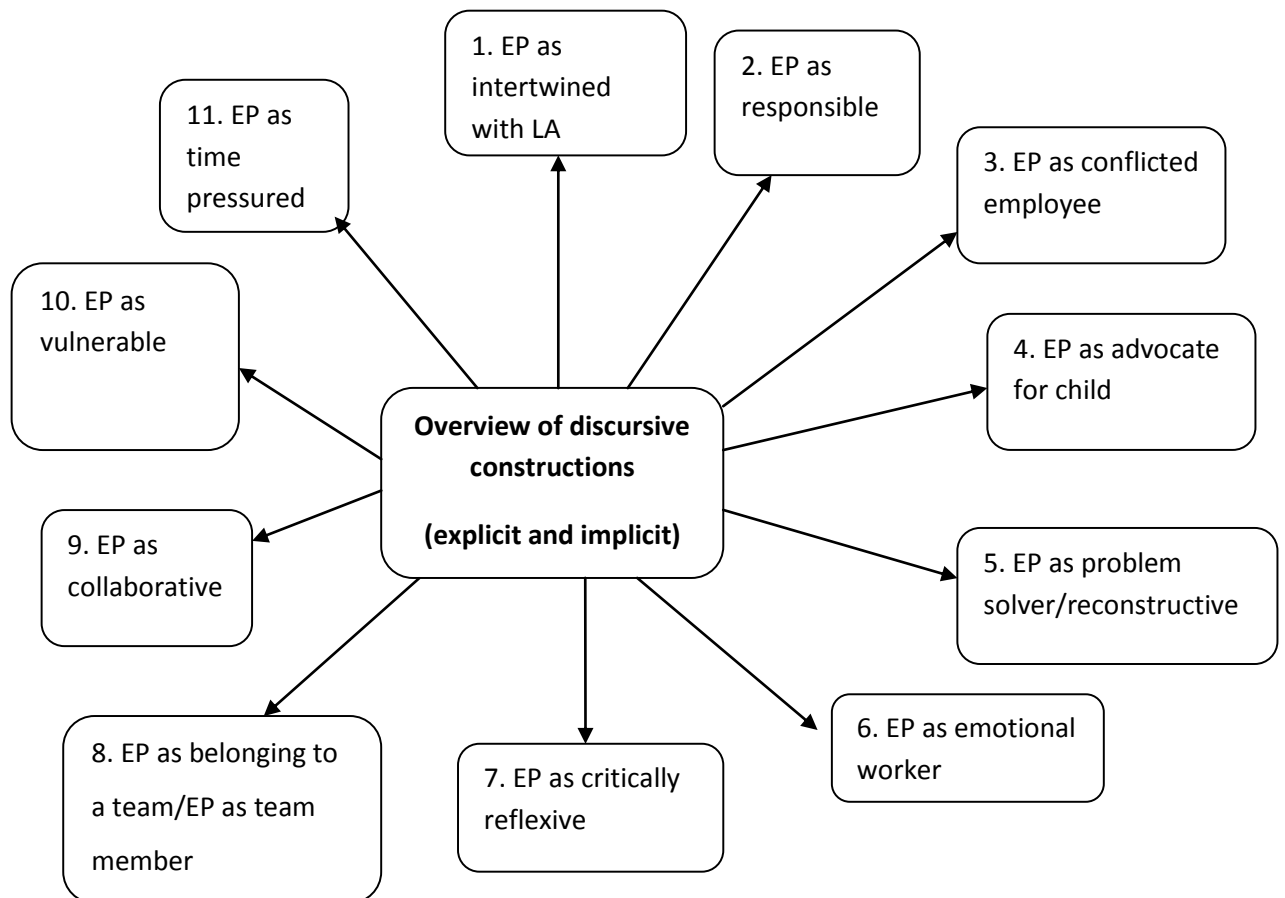 Overview of discursive
constructions
(explicit and implicit)
1. EP as
intertwined
with LA
2. EP as
responsible
3. EP as conflicted
employee
4. EP as advocate
for child
5. EP as problem
solver/reconstructive
6. EP as emotional
worker
7. EP as critically
reflexive
8. EP as belonging to
a team/EP as team
member
9. EP as
collaborative
10. EP as
vulnerable
11. EP as
time
pressured